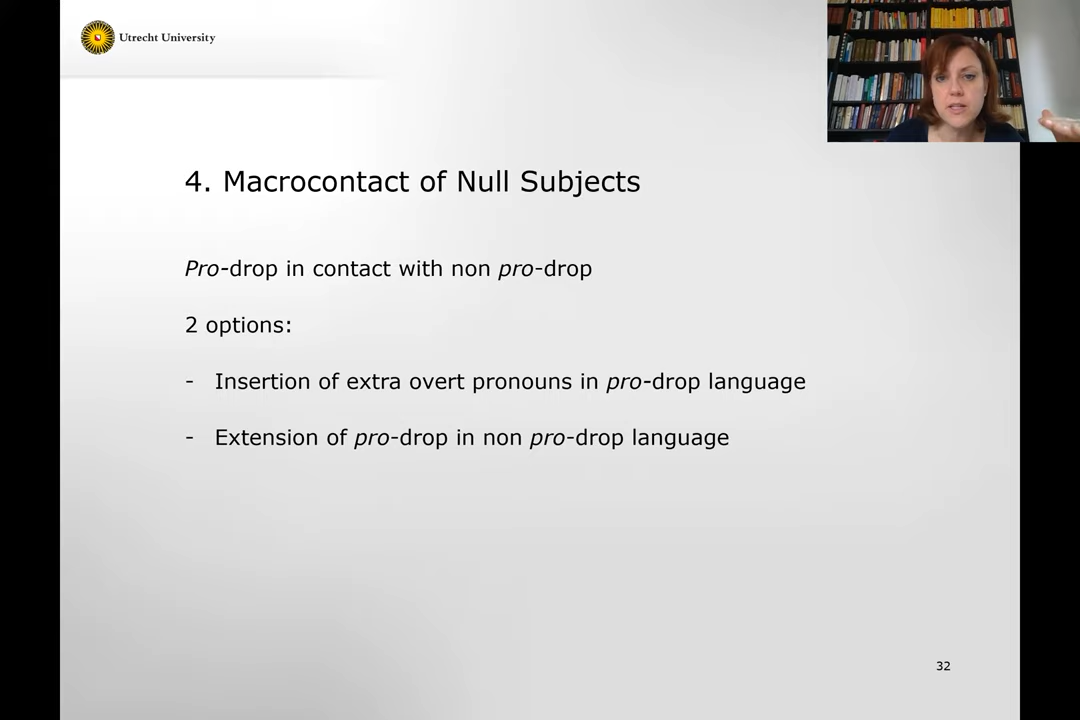 Utrecht University
4. Macrocontact of Null Subjects
Pro-drop in contact with non pro-drop
2 options:
- Insertion of extra overt pronouns in pro-drop language
- Extension of pro-drop in non pro-drop language
32